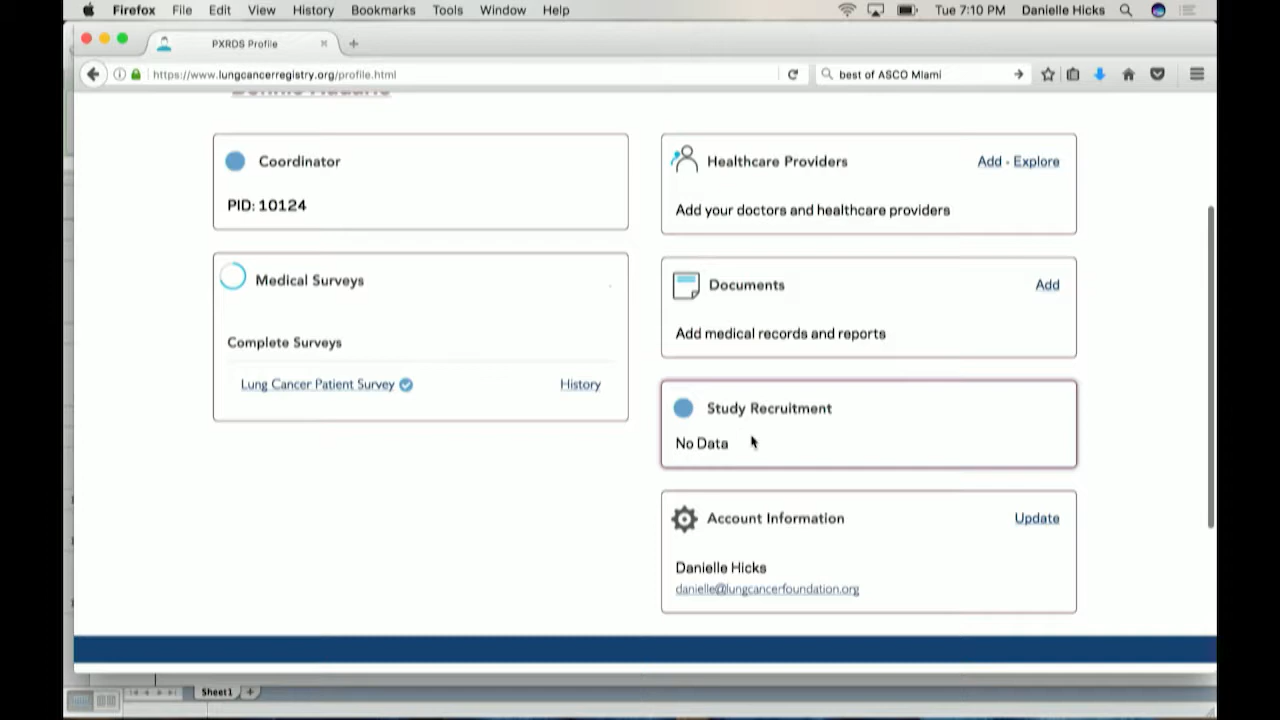 Firefox File Edit View History Bookmarks Tools Window Help Tue 7:10 PM Danielle Hicks
PXRDS Profile
https://www.lungcancerregistry.org/profile.html best of ASCO Miami
Coordinator
PID: 10124
Medical Surveys
Complete Surveys
Lung Cancer Patient Survey History
Healthcare Providers Add - Explore
Add your doctors and healthcare providers
Documents Add
Add medical records and reports
Study Recruitment
No Data
Account Information Update
Danielle Hicks
danielle@lungcancerfoundation.org
Sheet1